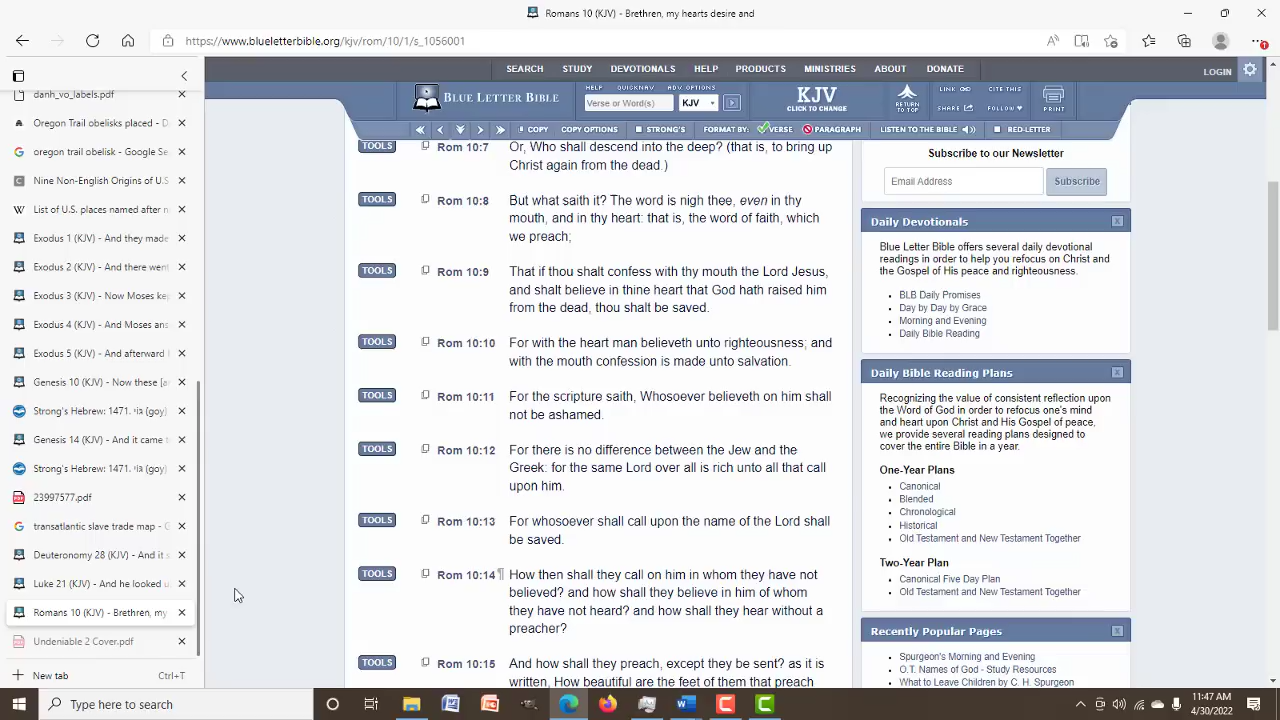 Romans 10 (KJV) - Brethren, my hearts desire and
https://www.blueletterbible.org/kjv/rom/10/1/s_1056001
danh_vo_labels.pdf
Oregon Trail obelisks placed - D
oregon trail obelisk - Google Se
Nine Non-English Origins of U.S
List of U.S. places named after n
Exodus 1 (KJV) - And they made
Exodus 2 (KJV) - And there went
Exodus 3 (KJV) - Now Moses ke
Exodus 4 (KJV) - And Moses ans
Exodus 5 (KJV) - And afterward
Genesis 10 (KJV) - Now these [a
Strong's Hebrew: 1471. גּוֹי (goy)
Genesis 14 (KJV) - And it came t
Strong's Hebrew: 1471. גּוֹי (goy)
23997577.pdf
transatlantic slave trade map - G
Deuteronomy 28 (KJV) - And it s
Luke 21 (KJV) - And he looked u
Romans 10 (KJV) - Brethren, my
Undeniable 2 Cover.pdf
New tab Ctrl+T
SEARCH STUDY DEVOTIONALS HELP PRODUCTS MINISTRIES ABOUT DONATE
LOGIN
BLUE LETTER BIBLE
HELP QUICKNAV ADV. OPTIONS
Verse or Word(s) KJV
KJV
CLICK TO CHANGE
RETURN
TO TOP
LINK CITE THIS
SHARE FOLLOW
PRINT
COPY COPY OPTIONS STRONG'S FORMAT BY: VERSE PARAGRAPH LISTEN TO THE BIBLE RED-LETTER
TOOLS Rom 10:7 Or, Who shall descend into the deep? (that is, to bring up
Christ again from the dead.)
TOOLS Rom 10:8 But what saith it? The word is nigh thee, even in thy
mouth, and in thy heart: that is, the word of faith, which
we preach;
TOOLS Rom 10:9 That if thou shalt confess with thy mouth the Lord Jesus,
and shalt believe in thine heart that God hath raised him
from the dead, thou shalt be saved.
TOOLS Rom 10:10 For with the heart man believeth unto righteousness; and
with the mouth confession is made unto salvation.
TOOLS Rom 10:11 For the scripture saith, Whosoever believeth on him shall
not be ashamed.
TOOLS Rom 10:12 For there is no difference between the Jew and the
Greek: for the same Lord over all is rich unto all that call
upon him.
TOOLS Rom 10:13 For whosoever shall call upon the name of the Lord shall
be saved.
TOOLS Rom 10:14 ¶ How then shall they call on him in whom they have not
believed? and how shall they believe in him of whom
they have not heard? and how shall they hear without a
preacher?
TOOLS Rom 10:15 And how shall they preach, except they be sent? as it is
written, How beautiful are the feet of them that preach
Subscribe to our Newsletter
Email Address Subscribe
Daily Devotionals
Blue Letter Bible offers several daily devotional
readings in order to help you refocus on Christ and
the Gospel of His peace and righteousness.
BLB Daily Promises
Day by Day by Grace
Morning and Evening
Daily Bible Reading
Daily Bible Reading Plans
Recognizing the value of consistent reflection upon
the Word of God in order to refocus one's mind
and heart upon Christ and His Gospel of peace,
we provide several reading plans designed to
cover the entire Bible in a year.
One-Year Plans
Canonical
Blended
Chronological
Historical
Old Testament and New Testament Together
Two-Year Plan
Canonical Five Day Plan
Old Testament and New Testament Together
Recently Popular Pages
Spurgeon's Morning and Evening
O.T. Names of God - Study Resources
What to Leave Children by C. H. Spurgeon
Type here to search
11:47 AM
4/30/2022